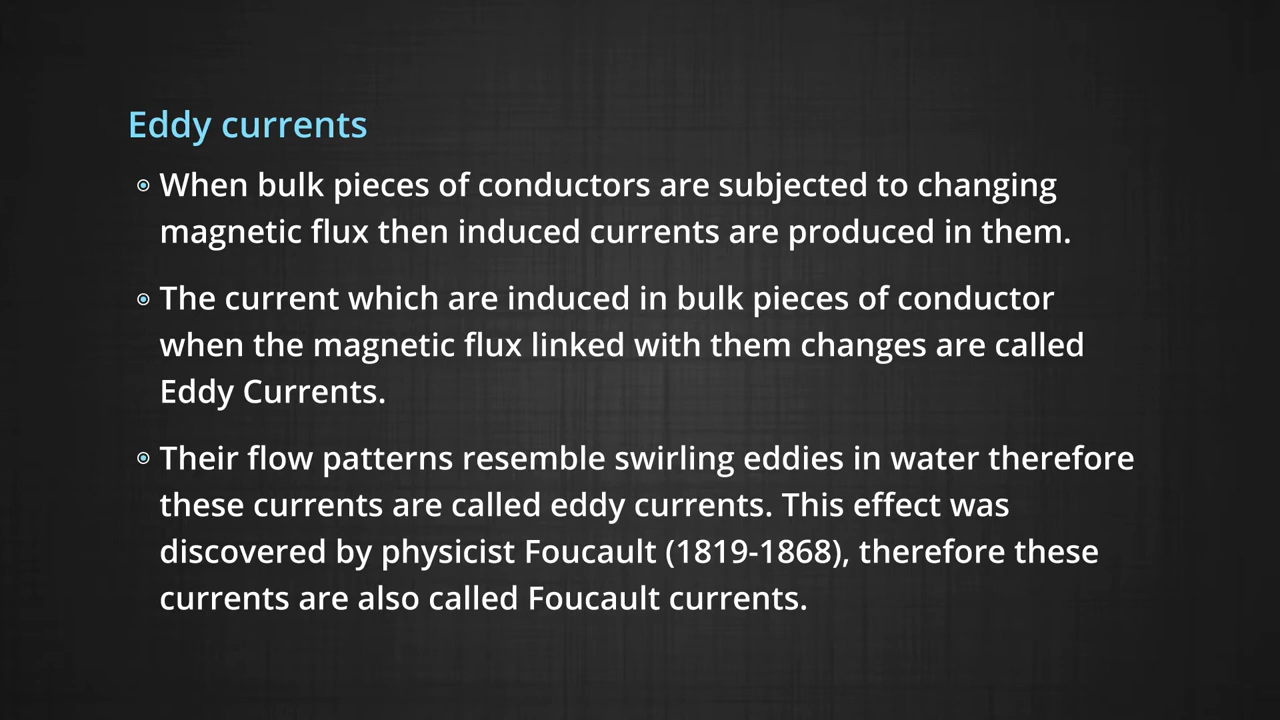 Eddy currents
When bulk pieces of conductors are subjected to changing
magnetic flux then induced currents are produced in them.
The current which are induced in bulk pieces of conductor
when the magnetic flux linked with them changes are called
Eddy Currents.
Their flow patterns resemble swirling eddies in water therefore
these currents are called eddy currents. This effect was
discovered by physicist Foucault (1819-1868), therefore these
currents are also called Foucault currents.